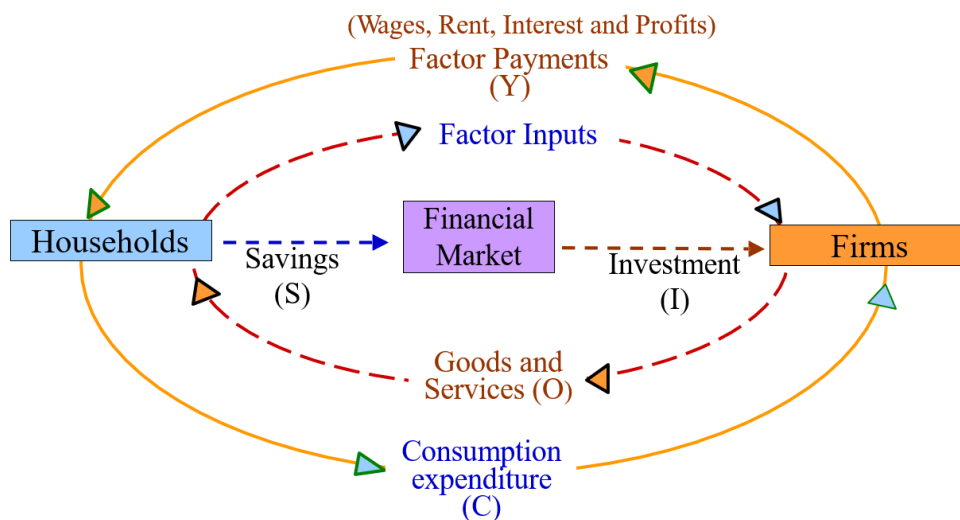 (Wages, Rent, Interest and Profits)
Factor Payments
(Y)
Factor Inputs
Households
Savings
(S)
Financial
Market
Investment
(I)
Firms
Goods and
Services (O)
Consumption
expenditure
(C)